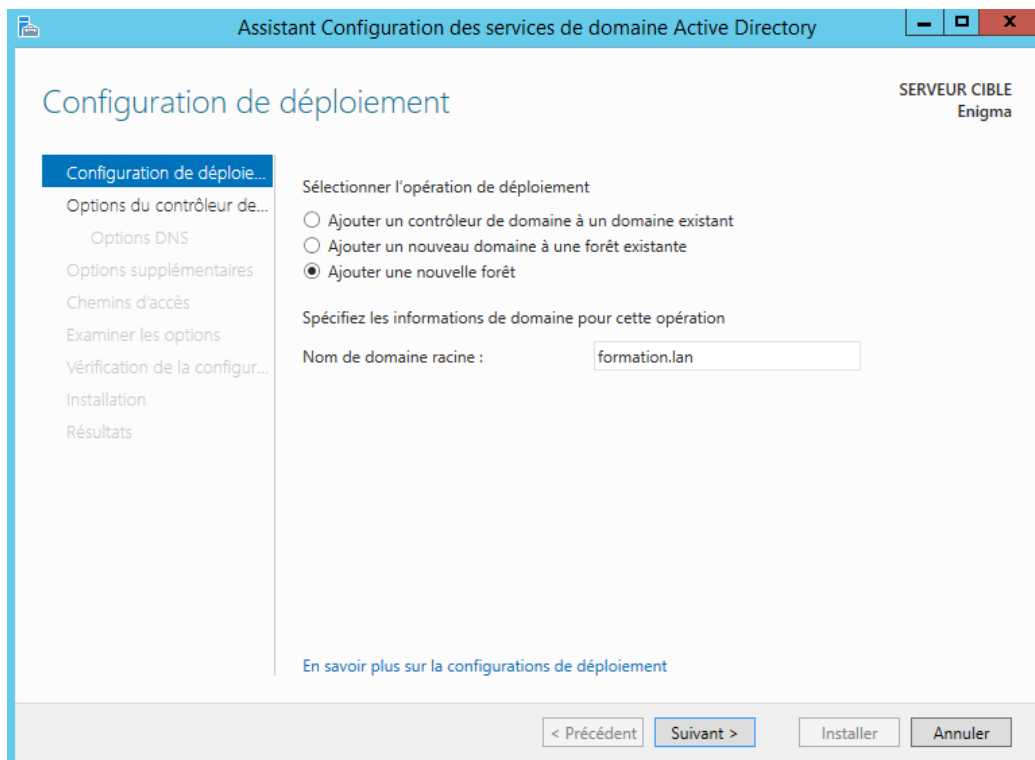 Assistant Configuration des services de domaine Active Directory
Configuration de déploiement
SERVEUR CIBLE
Enigma
Configuration de déploie...
Options du contrôleur de...
Options DNS
Options supplémentaires
Chemins d'accès
Examiner les options
Vérification de la configur...
Installation
Résultats
Sélectionner l'opération de déploiement
Ajouter un contrôleur de domaine à un domaine existant
Ajouter un nouveau domaine à une forêt existante
Ajouter une nouvelle forêt
Spécifiez les informations de domaine pour cette opération
Nom de domaine racine : formation.lan
En savoir plus sur la configurations de déploiement
< Précédent Suivant > Installer Annuler